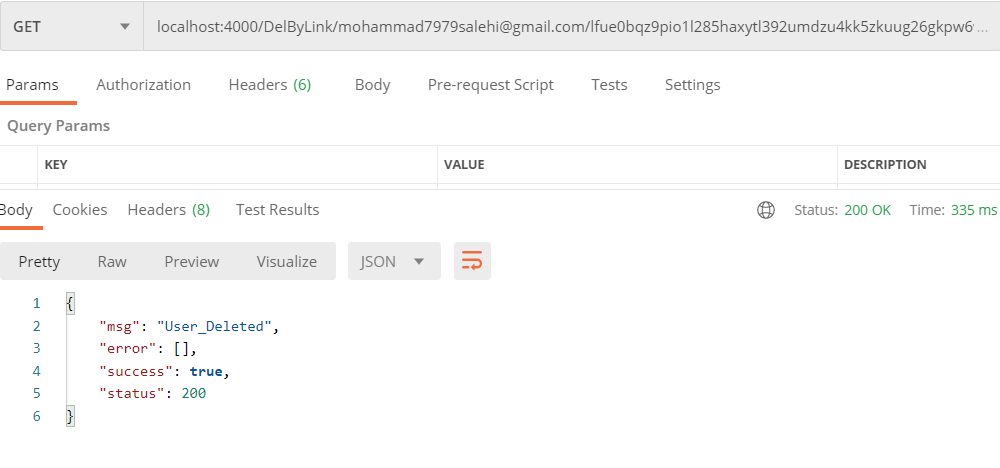 GET localhost:4000/DelByLink/mohammad7979salehi@gmail.com/lfue0bqz9pio1l285haxytl392umdzu4kk5zkuug26gkpw6...
Params Authorization Headers (6) Body Pre-request Script Tests Settings
Query Params
KEY VALUE DESCRIPTION
Body Cookies Headers (8) Test Results Status: 200 OK Time: 335 ms
Pretty Raw Preview Visualize JSON
1 {
2 "msg": "User_Deleted",
3 "error": [],
4 "success": true,
5 "status": 200
6 }